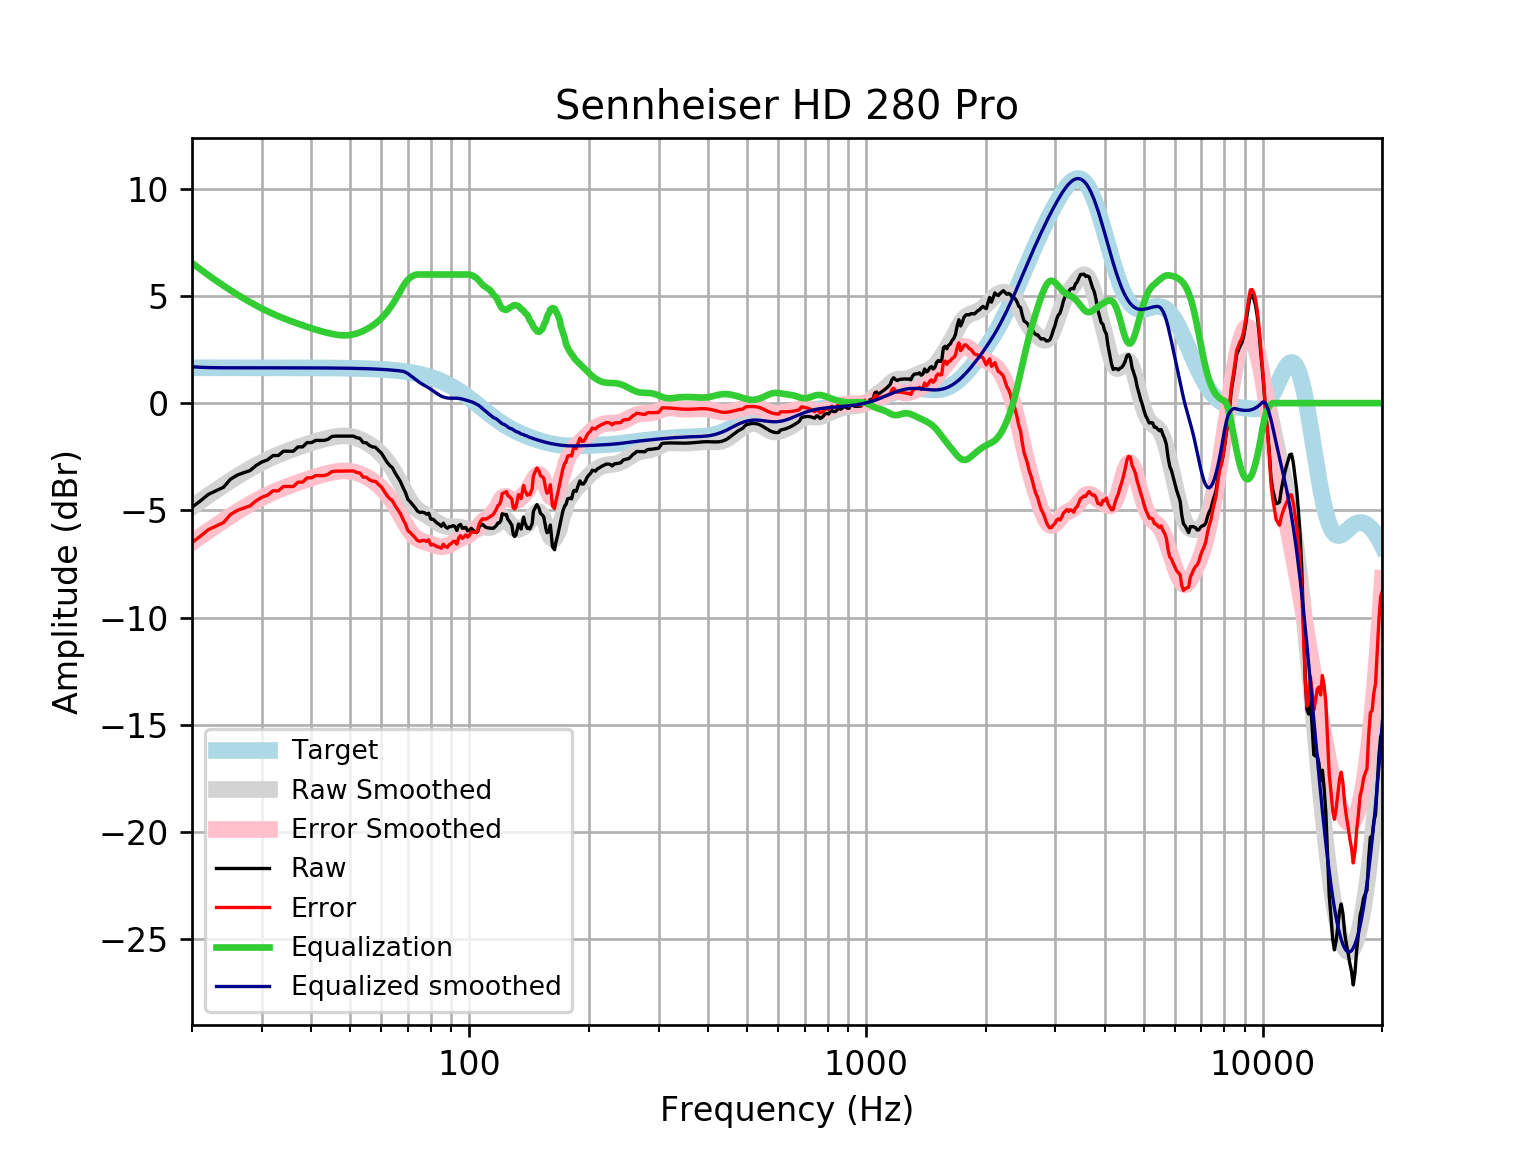 Sennheiser HD 280 Pro
Amplitude (dBr)
10
5
0
−5
−10
−15
−20
−25
Target
Raw Smoothed
Error Smoothed
Raw
Error
Equalization
Equalized smoothed
100 1000 10000
Frequency (Hz)